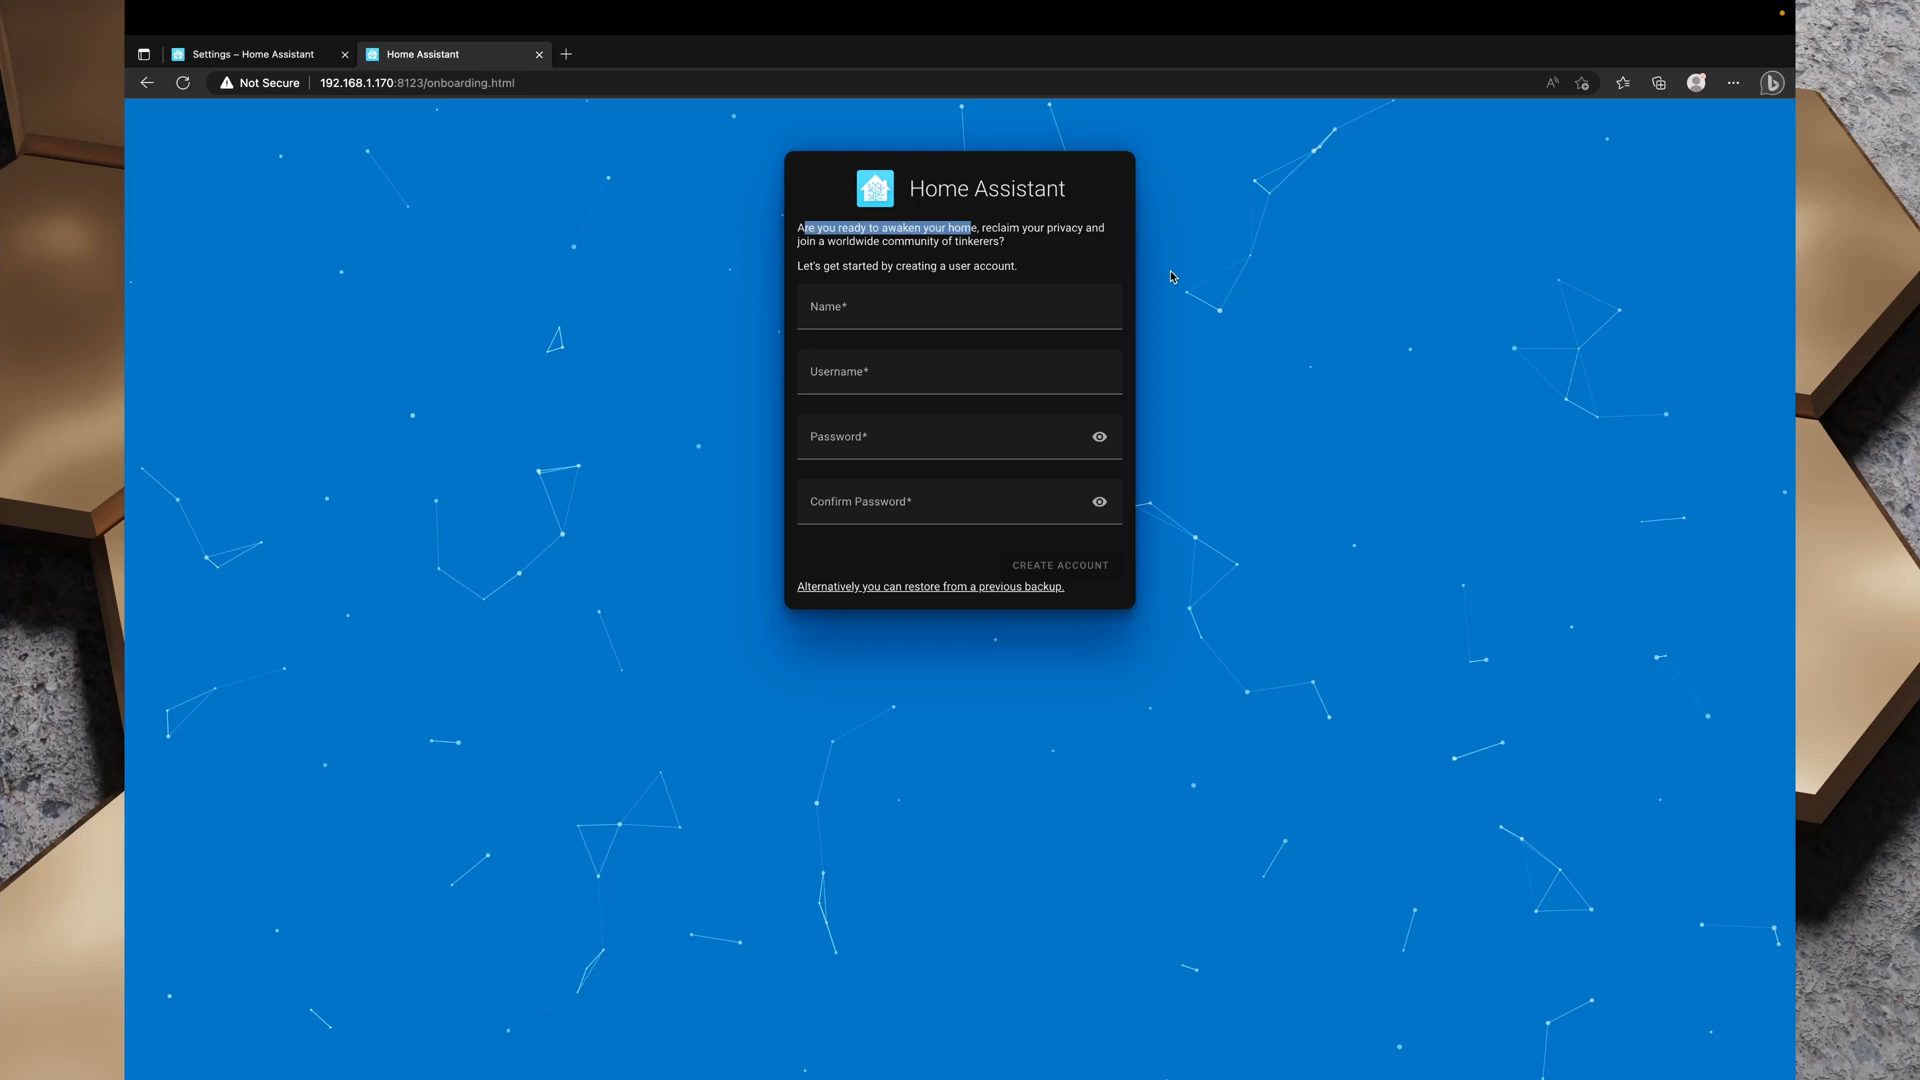 Settings – Home Assistant
Home Assistant
Not Secure
192.168.1.170:8123/onboarding.html
Home Assistant
Are you ready to awaken your home, reclaim your privacy and
join a worldwide community of tinkerers?
Let's get started by creating a user account.
Name*
Username*
Password*
Confirm Password*
CREATE ACCOUNT
Alternatively you can restore from a previous backup.